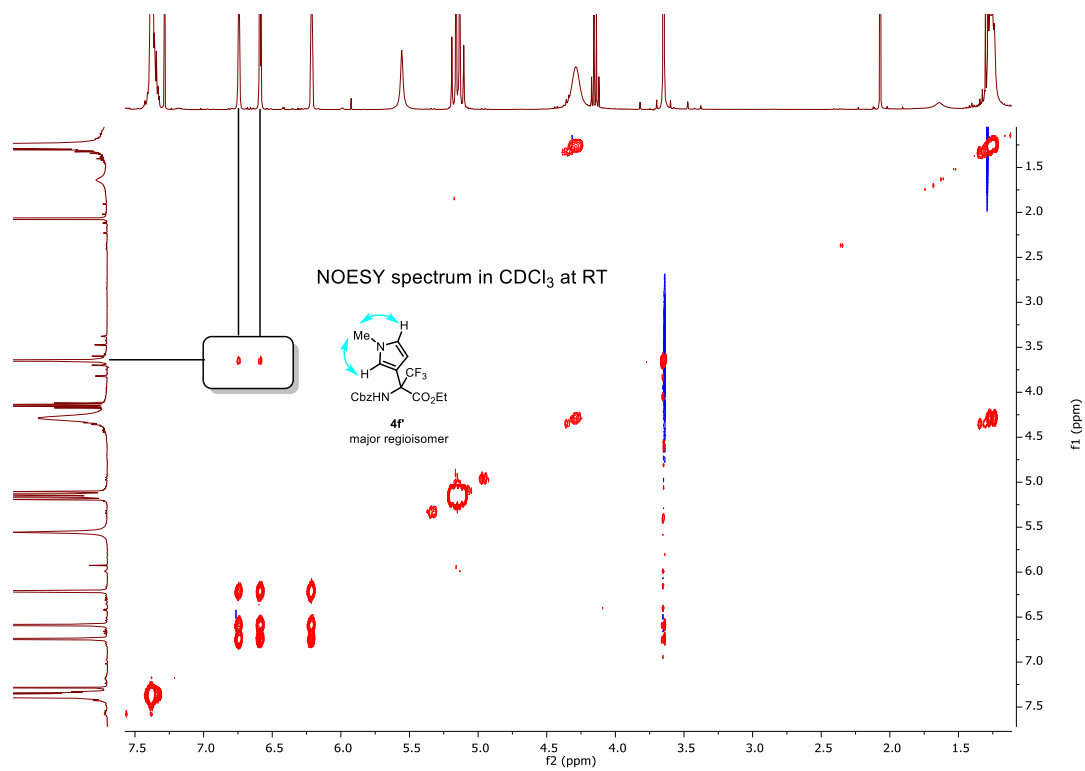 NOESY spectrum in CDCl3 at RT
H
Me
N
H
CF3
CbzHN
CO2Et
4f'
major regioisomer
1.5
2.0
2.5
3.0
3.5
4.0
4.5
5.0
5.5
6.0
6.5
7.0
7.5
f1 (ppm)
7.5 7.0 6.5 6.0 5.5 5.0 4.5 4.0 3.5 3.0 2.5 2.0 1.5
f2 (ppm)